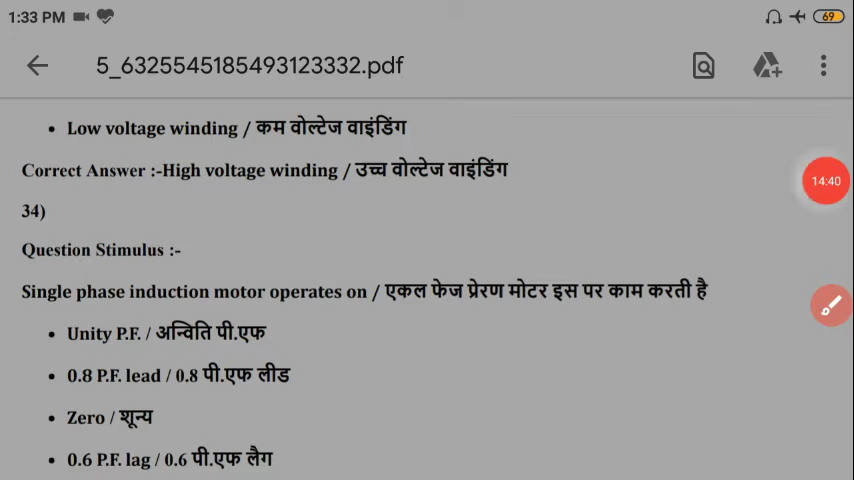 1:33 PM
69
5_6325545185493123332.pdf
• Low voltage winding / कम वोल्टेज वाइंडिंग
Correct Answer :-High voltage winding / उच्च वोल्टेज वाइंडिंग
14:40
34)
Question Stimulus :-
Single phase induction motor operates on / एकल फेज प्रेरण मोटर इस पर काम करती है
• Unity P.F. / अन्विति पी.एफ
• 0.8 P.F. lead / 0.8 पी.एफ लीड
• Zero / शून्य
• 0.6 P.F. lag / 0.6 पी.एफ लैग